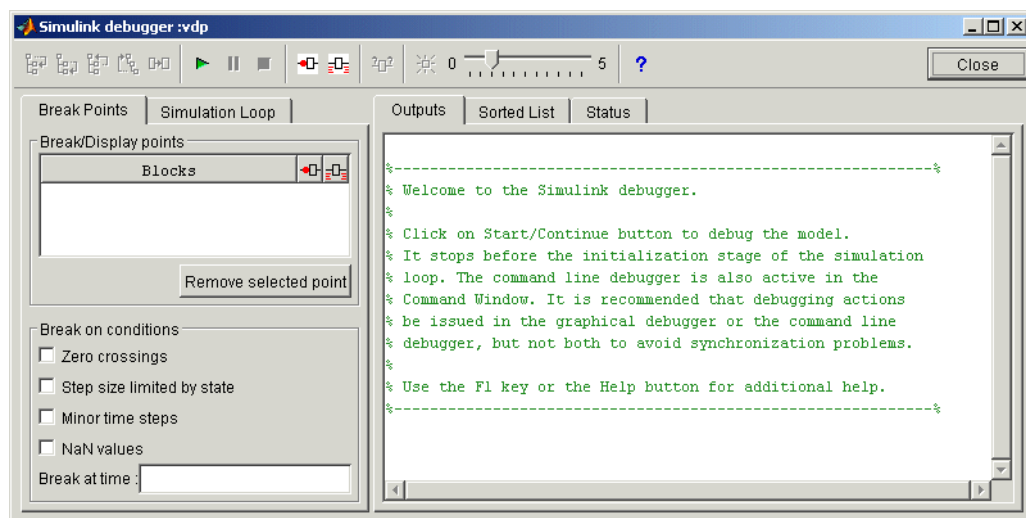 Simulink debugger :vdp
0 5 ? Close
Break Points Simulation Loop
Break/Display points
Blocks
Remove selected point
Break on conditions
Zero crossings
Step size limited by state
Minor time steps
NaN values
Break at time :
Outputs Sorted List Status
%------------------------------------------------------------------%
% Welcome to the Simulink debugger.
%
% Click on Start/Continue button to debug the model.
% It stops before the initialization stage of the simulation
% loop. The command line debugger is also active in the
% Command Window. It is recommended that debugging actions
% be issued in the graphical debugger or the command line
% debugger, but not both to avoid synchronization problems.
%
% Use the F1 key or the Help button for additional help.
%------------------------------------------------------------------%